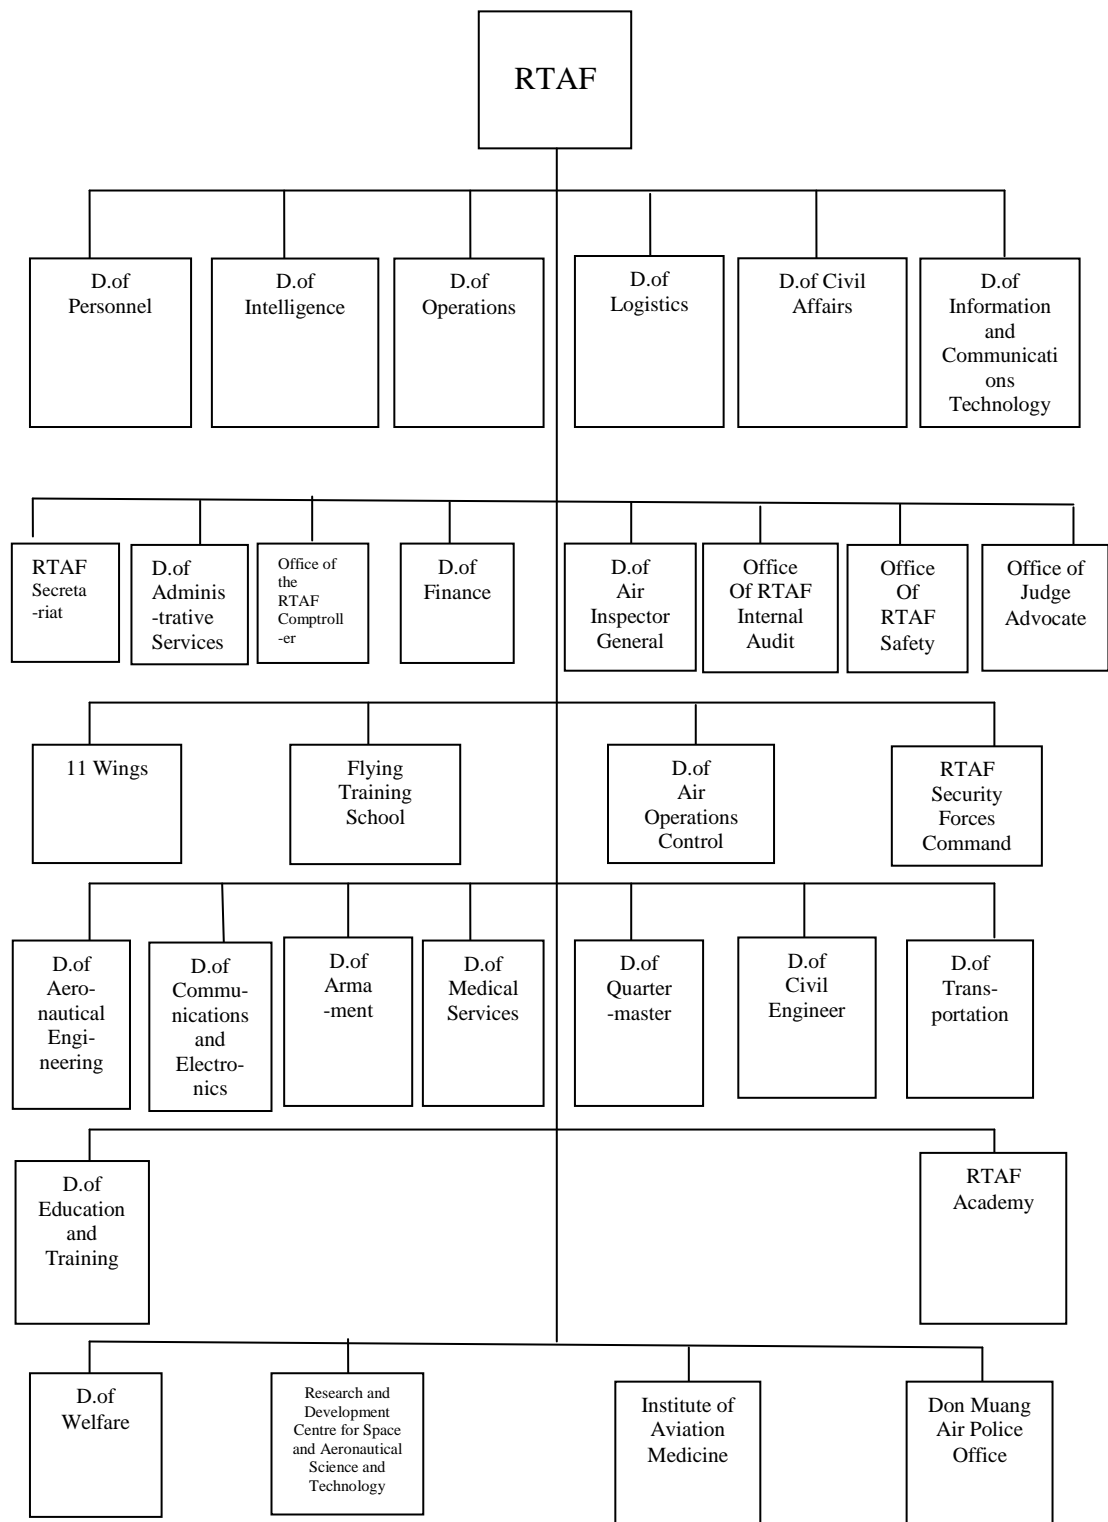 RTAF
D.of
Personnel
D.of
Intelligence
D.of
Operations
D.of
Logistics
D.of Civil
Affairs
D.of
Information
and
Communicati
ons
Technology
RTAF
Secreta
-riat
D.of
Adminis
-trative
Services
Office of
the
RTAF
Comptroll
-er
D.of
Finance
D.of
Air
Inspector
General
Office
Of RTAF
Internal
Audit
Office
Of
RTAF
Safety
Office of
Judge
Advocate
11 Wings
Flying
Training
School
D.of
Air
Operations
Control
RTAF
Security
Forces
Command
D.of
Aero-
nautical
Engi-
neering
D.of
Commu-
nications
and
Electro-
nics
D.of
Arma
-ment
D.of
Medical
Services
D.of
Quarter
-master
D.of
Civil
Engineer
D.of
Trans-
portation
D.of
Education
and
Training
RTAF
Academy
D.of
Welfare
Research and
Development
Centre for Space
and Aeronautical
Science and
Technology
Institute of
Aviation
Medicine
Don Muang
Air Police
Office